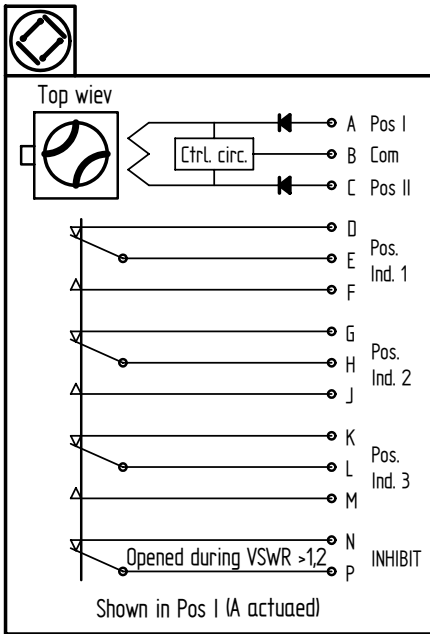 Top wiev
A Pos I
Ctrl. circ.
B Com
C Pos II
D
E
F
Pos.
Ind. 1
G
H
J
Pos.
Ind. 2
K
L
M
Pos.
Ind. 3
N
Opened during VSWR >1,2
P
INHIBIT
Shown in Pos I (A actuaed)